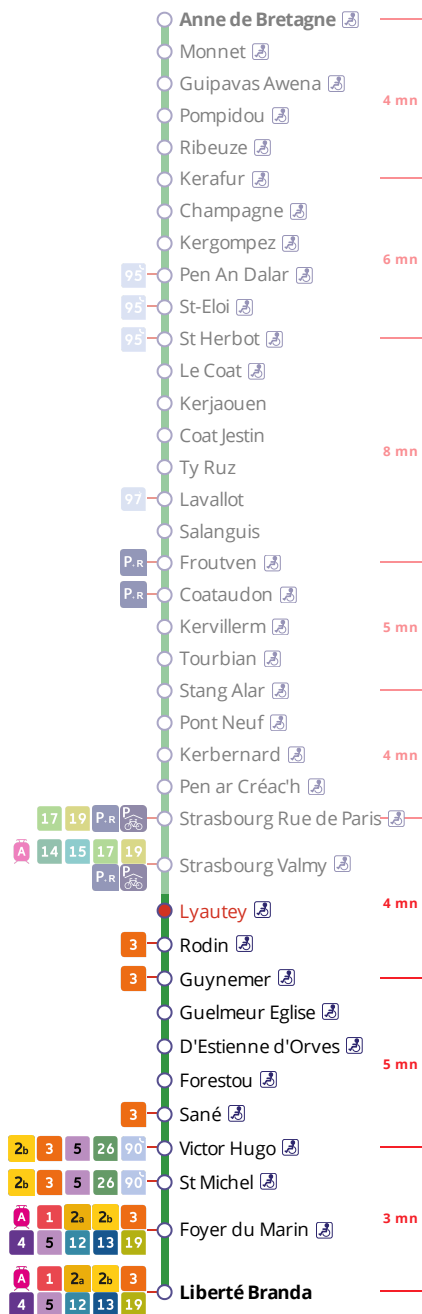 Anne de Bretagne
Monnet
Guipavas Awena
4 mn
Pompidou
Ribeuze
Kerafur
Champagne
Kergompez
6 mn
95 Pen An Dalar
95 St-Eloi
95 St Herbot
Le Coat
Kerjaouen
Coat Jestin
8 mn
Ty Ruz
97 Lavallot
Salanguis
P+R Froutven
P+R Coataudon
Kervillerm
5 mn
Tourbian
Stang Alar
Pont Neuf
Kerbernard
4 mn
Pen ar Créac'h
17 19 P+R P Strasbourg Rue de Paris
A 14 15 17 19
Strasbourg Valmy
P+R P
Lyautey
4 mn
3 Rodin
3 Guynemer
Guelmeur Eglise
D'Estienne d'Orves
5 mn
Forestou
3 Sané
2b 3 5 26 90 Victor Hugo
2b 3 5 26 90 St Michel
A 1 2a 2b 3
Foyer du Marin
3 mn
4 5 12 13 19
A 1 2a 2b 3
Liberté Branda
4 5 12 13 19